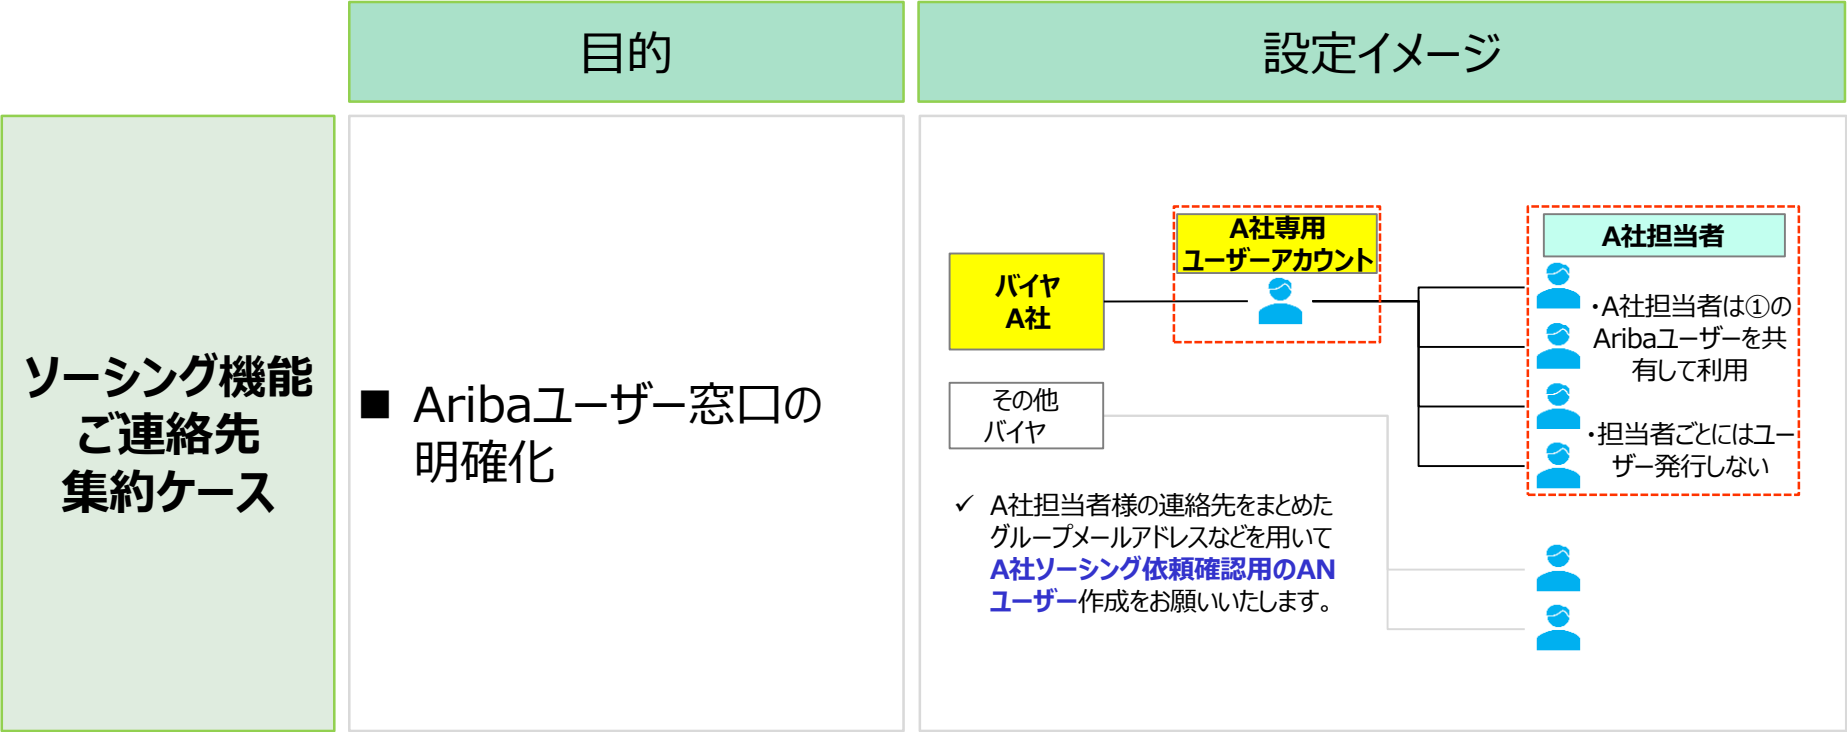 目的
設定イメージ
ソーシング機能
ご連絡先
集約ケース
■ Aribaユーザー窓口の
明確化
バイヤ
A社
A社専用
ユーザーアカウント
A社担当者
・A社担当者は①の
Aribaユーザーを共
有して利用
・担当者ごとにはユー
ザー発行しない
その他
バイヤ
✓ A社担当者様の連絡先をまとめた
グループメールアドレスなどを用いて
A社ソーシング依頼確認用のAN
ユーザー作成をお願いいたします。